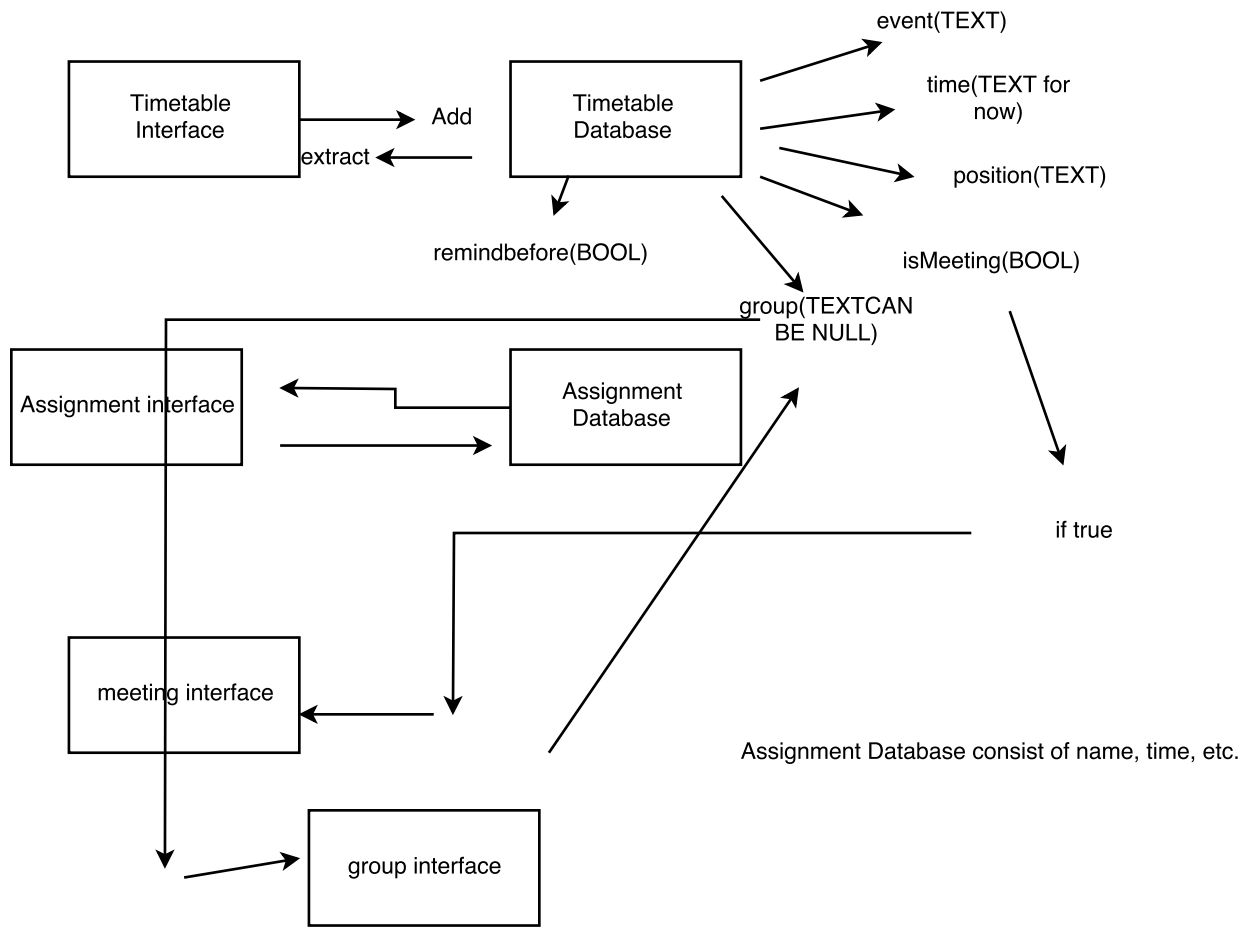 event(TEXT)
Timetable
Interface
Add
extract
Timetable
Database
time(TEXT for
now)
position(TEXT)
remindbefore(BOOL)
isMeeting(BOOL)
group(TEXTCAN
BE NULL)
Assignment interface
Assignment
Database
if true
meeting interface
Assignment Database consist of name, time, etc.
group interface